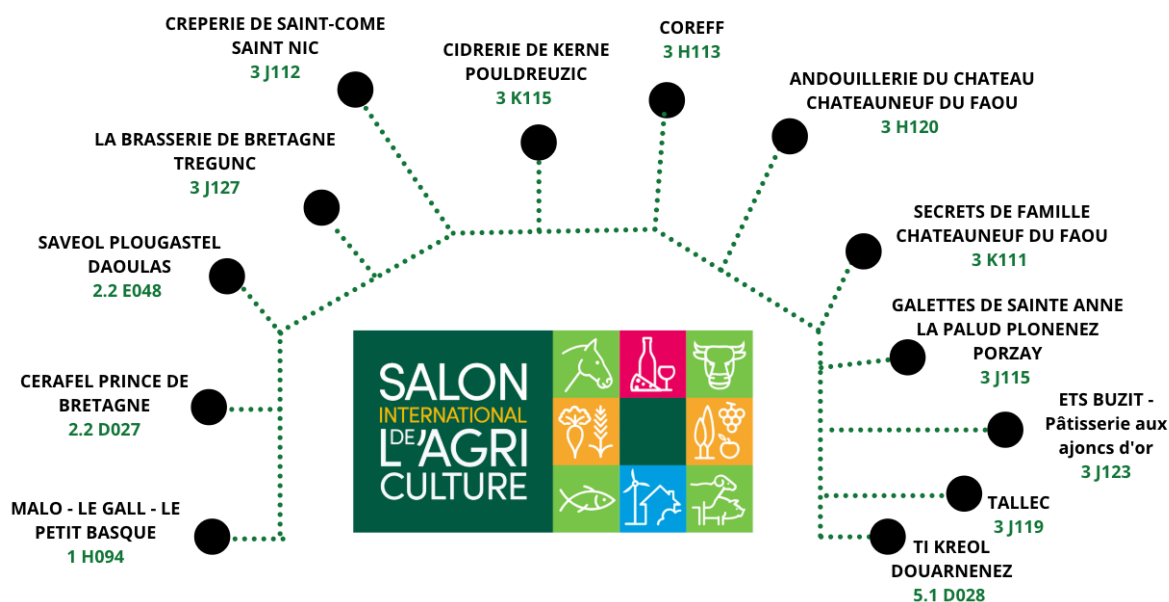 CREPERIE DE SAINT-COME
SAINT NIC
3 J112
CIDRERIE DE KERNE
POULDREUZIC
3 K115
COREFF
3 H113
ANDOUILLERIE DU CHATEAU
CHATEAUNEUF DU FAOU
3 H120
LA BRASSERIE DE BRETAGNE
TREGUNC
3 J127
SECRETS DE FAMILLE
CHATEAUNEUF DU FAOU
3 K111
SAVEOL PLOUGASTEL
DAOULAS
2.2 E048
GALETTES DE SAINTE ANNE
LA PALUD PLONENEZ
PORZAY
3 J115
CERAFEL PRINCE DE
BRETAGNE
2.2 D027
SALON
INTERNATIONAL
DE L'AGRI
CULTURE
ETS BUZIT -
Pâtisserie aux
ajoncs d'or
3 J123
MALO - LE GALL - LE
PETIT BASQUE
1 H094
TALLEC
3 J119
TI KREOL
DOUARNENEZ
5.1 D028